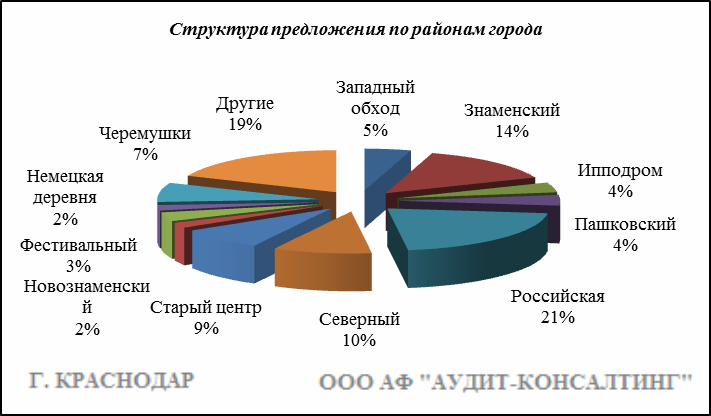 Структура предложения по районам города
Западный
обход
5%
Знаменский
14%
Ипподром
4%
Пашковский
4%
Российская
21%
Северный
10%
Старый центр
9%
Новознаменски
й
2%
Фестивальный
3%
Немецкая
деревня
2%
Черемушки
7%
Другие
19%
Г. КРАСНОДАР
ООО АФ "АУДИТ-КОНСАЛТИНГ"